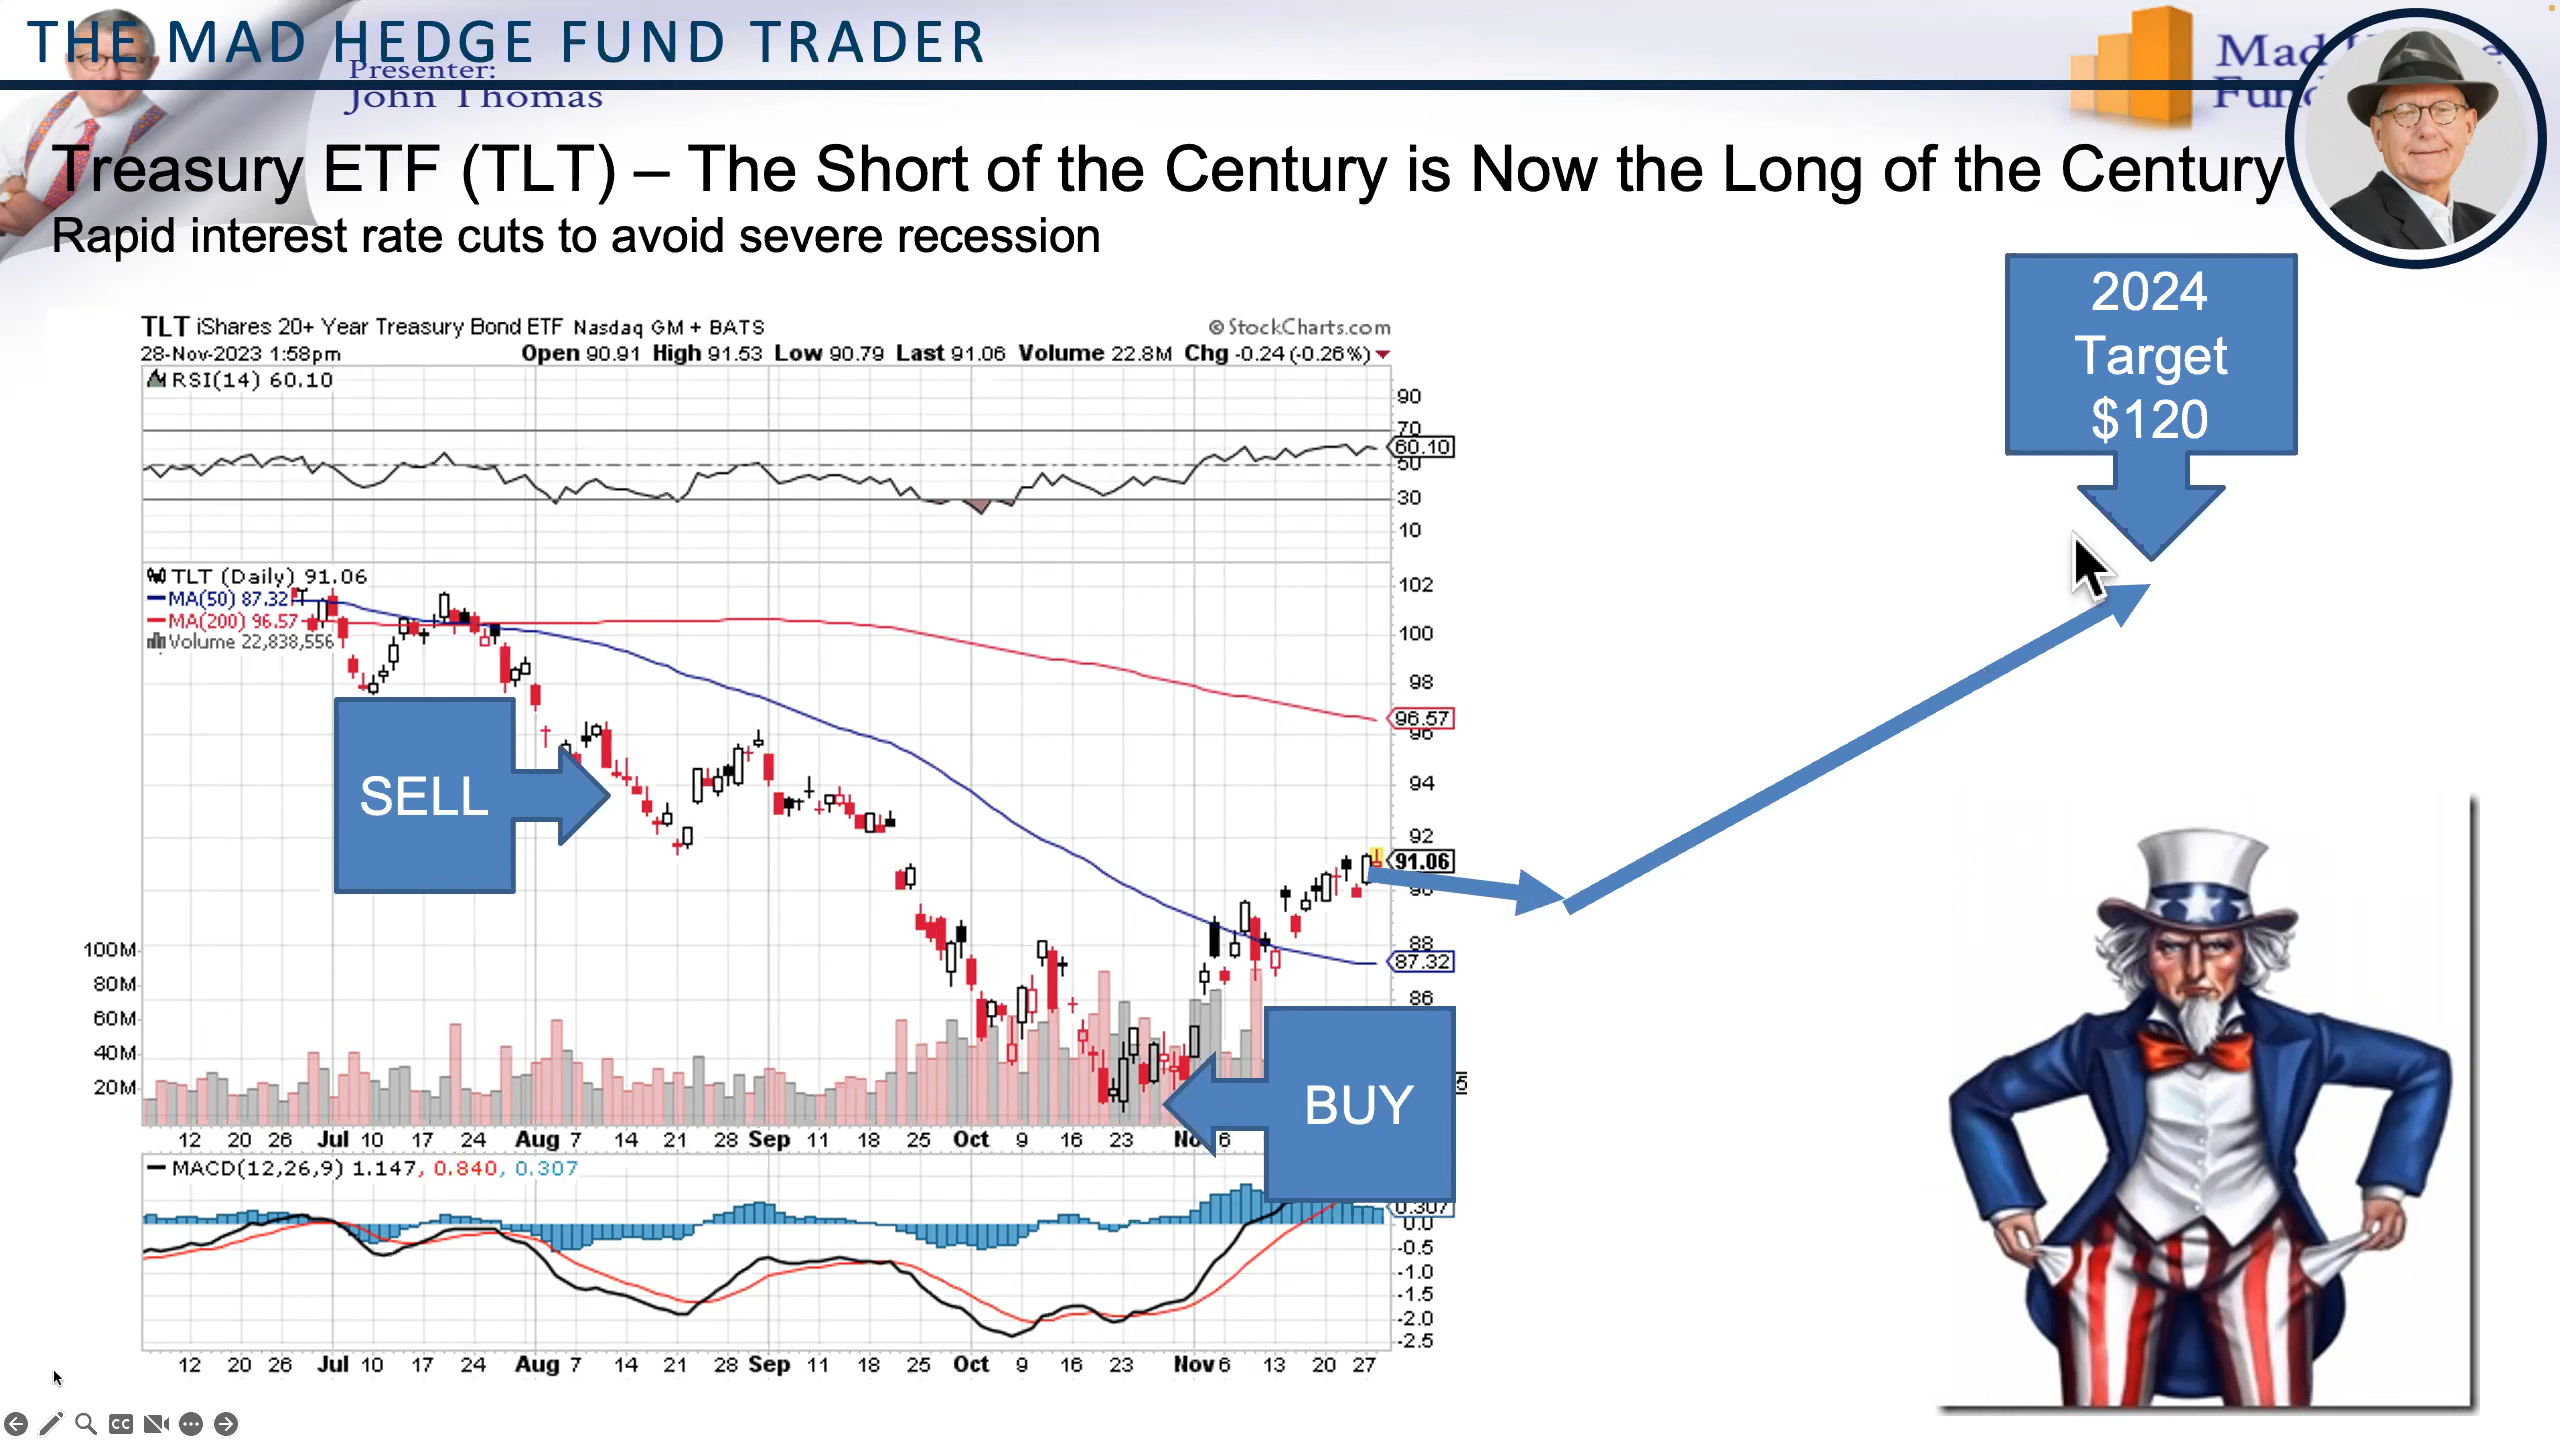 THE MAD HEDGE FUND TRADER
Presenter:
John Thomas
Treasury ETF (TLT) – The Short of the Century is Now the Long of the Century
Rapid interest rate cuts to avoid severe recession
2024
Target
$120
TLT iShares 20+ Year Treasury Bond ETF Nasdaq GM + BATS
© StockCharts.com
28-Nov-2023 1:58pm
Open 90.91 High 91.53 Low 90.79 Last 91.06 Volume 22.8M Chg -0.24 (-0.26%)
RSI(14) 60.10
90
70
60.10
50
30
10
TLT (Daily) 91.06
MA(50) 87.32
MA(200) 96.57
Volume 22,838,556
102
100
98
96.57
96
94
92
91.06
90
88
87.32
86
SELL
BUY
100M
80M
60M
40M
20M
12 20 26 Jul 10 17 24 Aug 7 14 21 28 Sep 11 18 25 Oct 9 16 23 No 6
MACD(12,26,9) 1.147, 0.840, 0.307
0.307
0.0
-0.5
-1.0
-1.5
-2.0
-2.5
12 20 26 Jul 10 17 24 Aug 7 14 21 28 Sep 11 18 25 Oct 9 16 23 Nov 6 13 20 27
CC